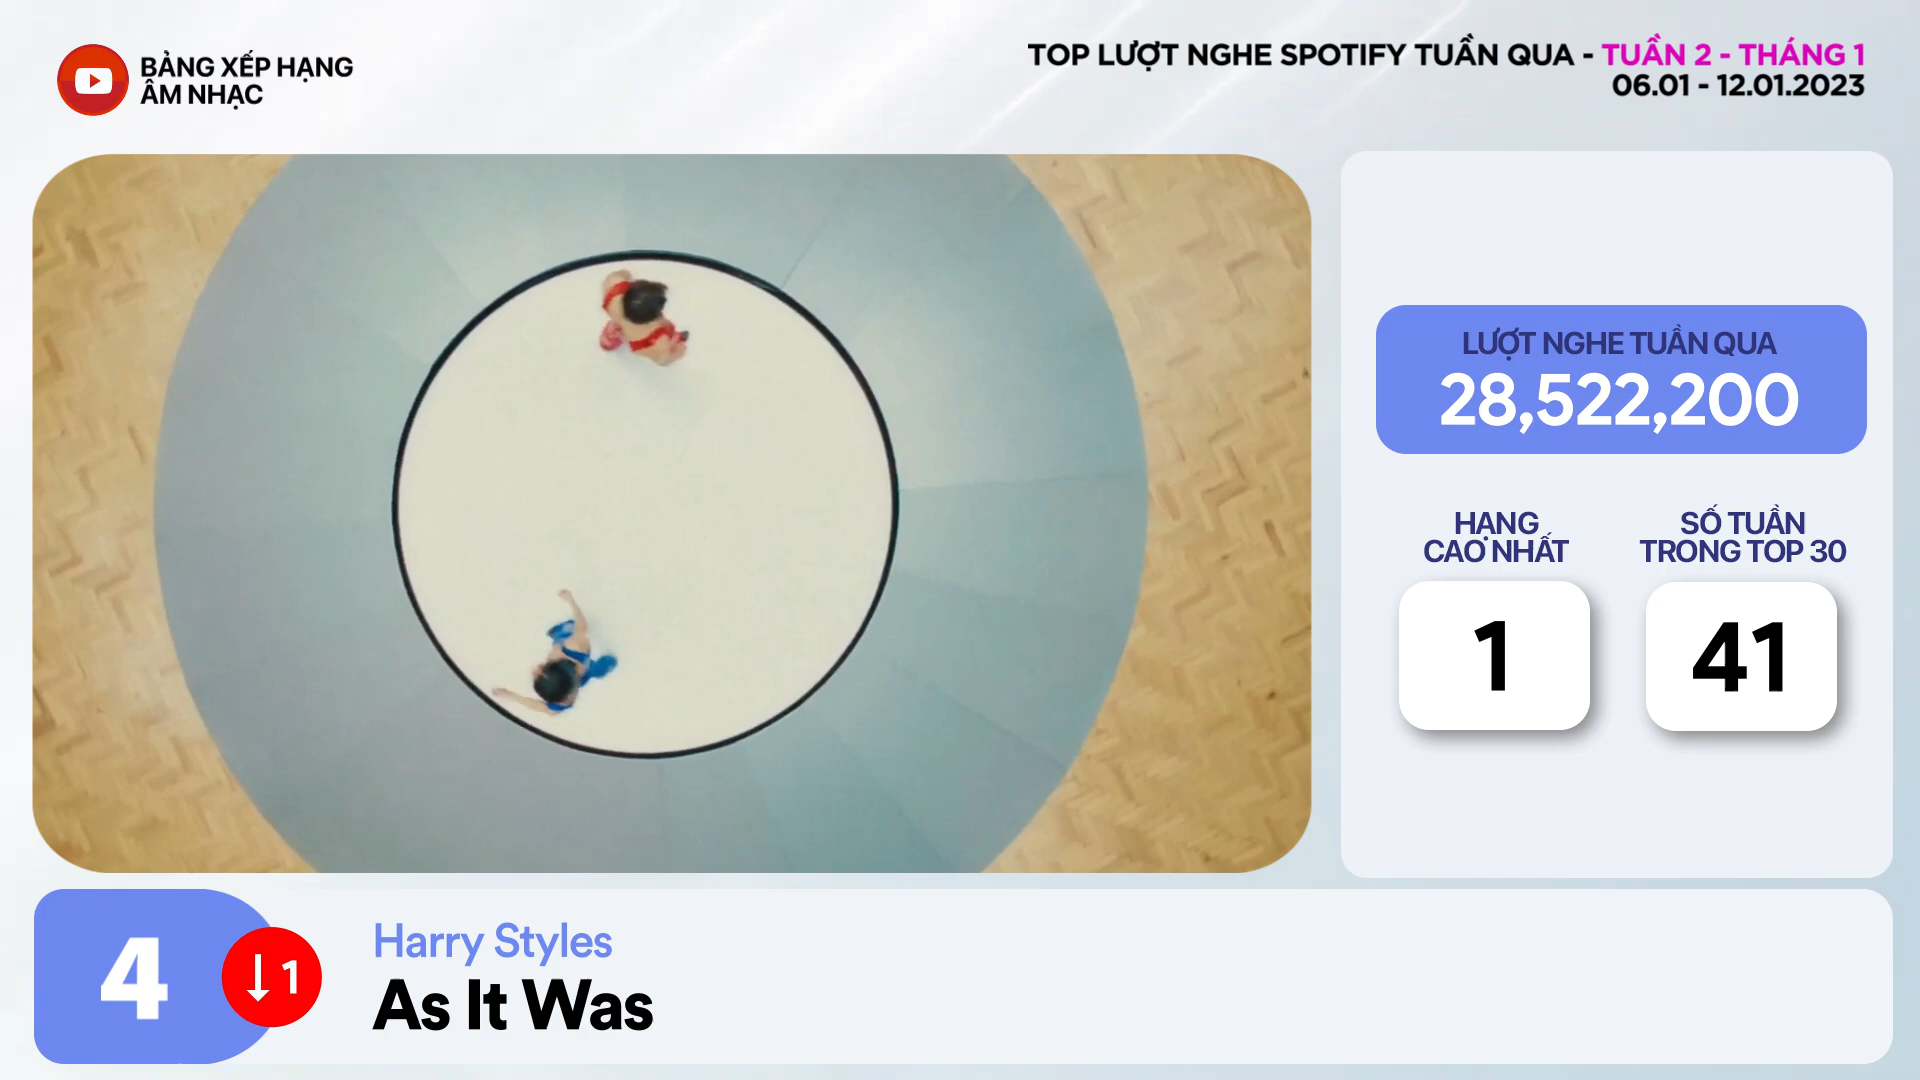 BẢNG XẾP HẠNG
ÂM NHẠC
TOP LƯỢT NGHE SPOTIFY TUẦN QUA - TUẦN 2 - THÁNG 1
06.01 - 12.01.2023
LƯỢT NGHE TUẦN QUA
28,522,200
HẠNG
CAO NHẤT
1
SỐ TUẦN
TRONG TOP 30
41
4
↓1
Harry Styles
As It Was